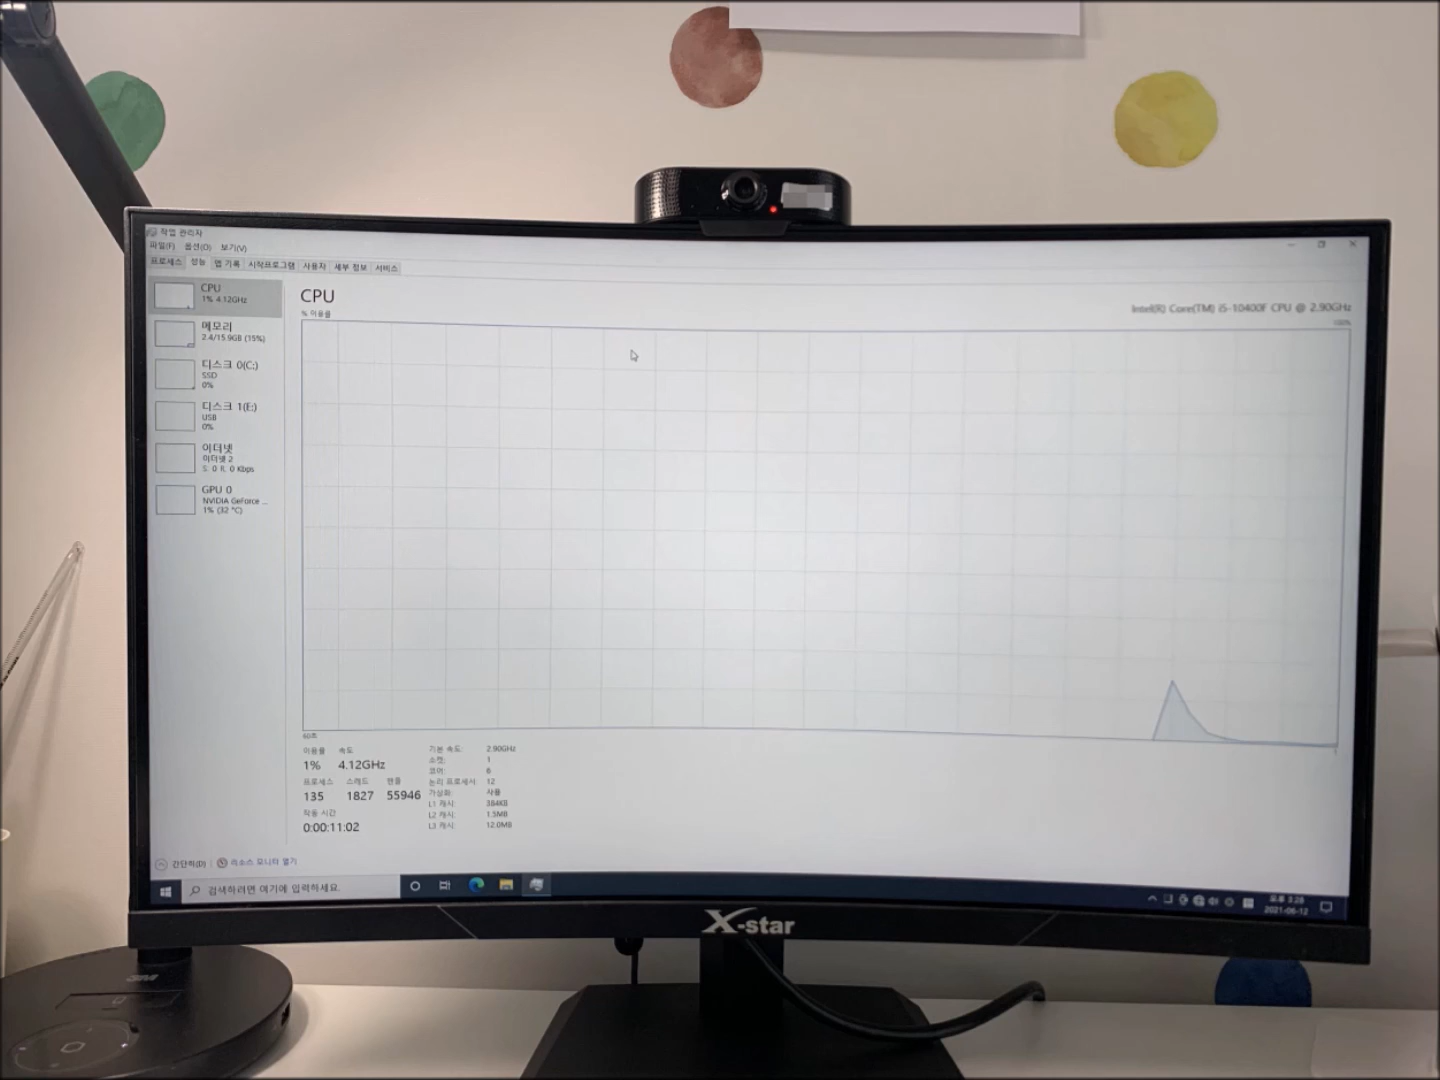 작업 관리자
파일(F) 옵션(O) 보기(V)
프로세스 성능 앱 기록 시작프로그램 사용자 세부 정보 서비스
CPU
1% 4.12GHz
메모리
2.4/15.9GB (15%)
디스크 0(C:)
SSD
0%
디스크 1(E:)
USB
0%
이더넷
이더넷 2
S: 0 R: 0 Kbps
GPU 0
NVIDIA GeForce ...
1% (32 °C)
CPU
Intel(R) Core(TM) i5-10400F CPU @ 2.90GHz
% 이용률
100%
60초
이용률 속도
1% 4.12GHz
프로세스 스레드 핸들
135 1827 55946
작동 시간
0:00:11:02
기본 속도: 2.90GHz
소켓: 1
코어: 6
논리 프로세서: 12
가상화: 사용
L1 캐시: 384KB
L2 캐시: 1.5MB
L3 캐시: 12.0MB
간단히(D) 리소스 모니터 열기
검색하려면 여기에 입력하세요.
오후 3:28
2021-06-12
X-star
3M